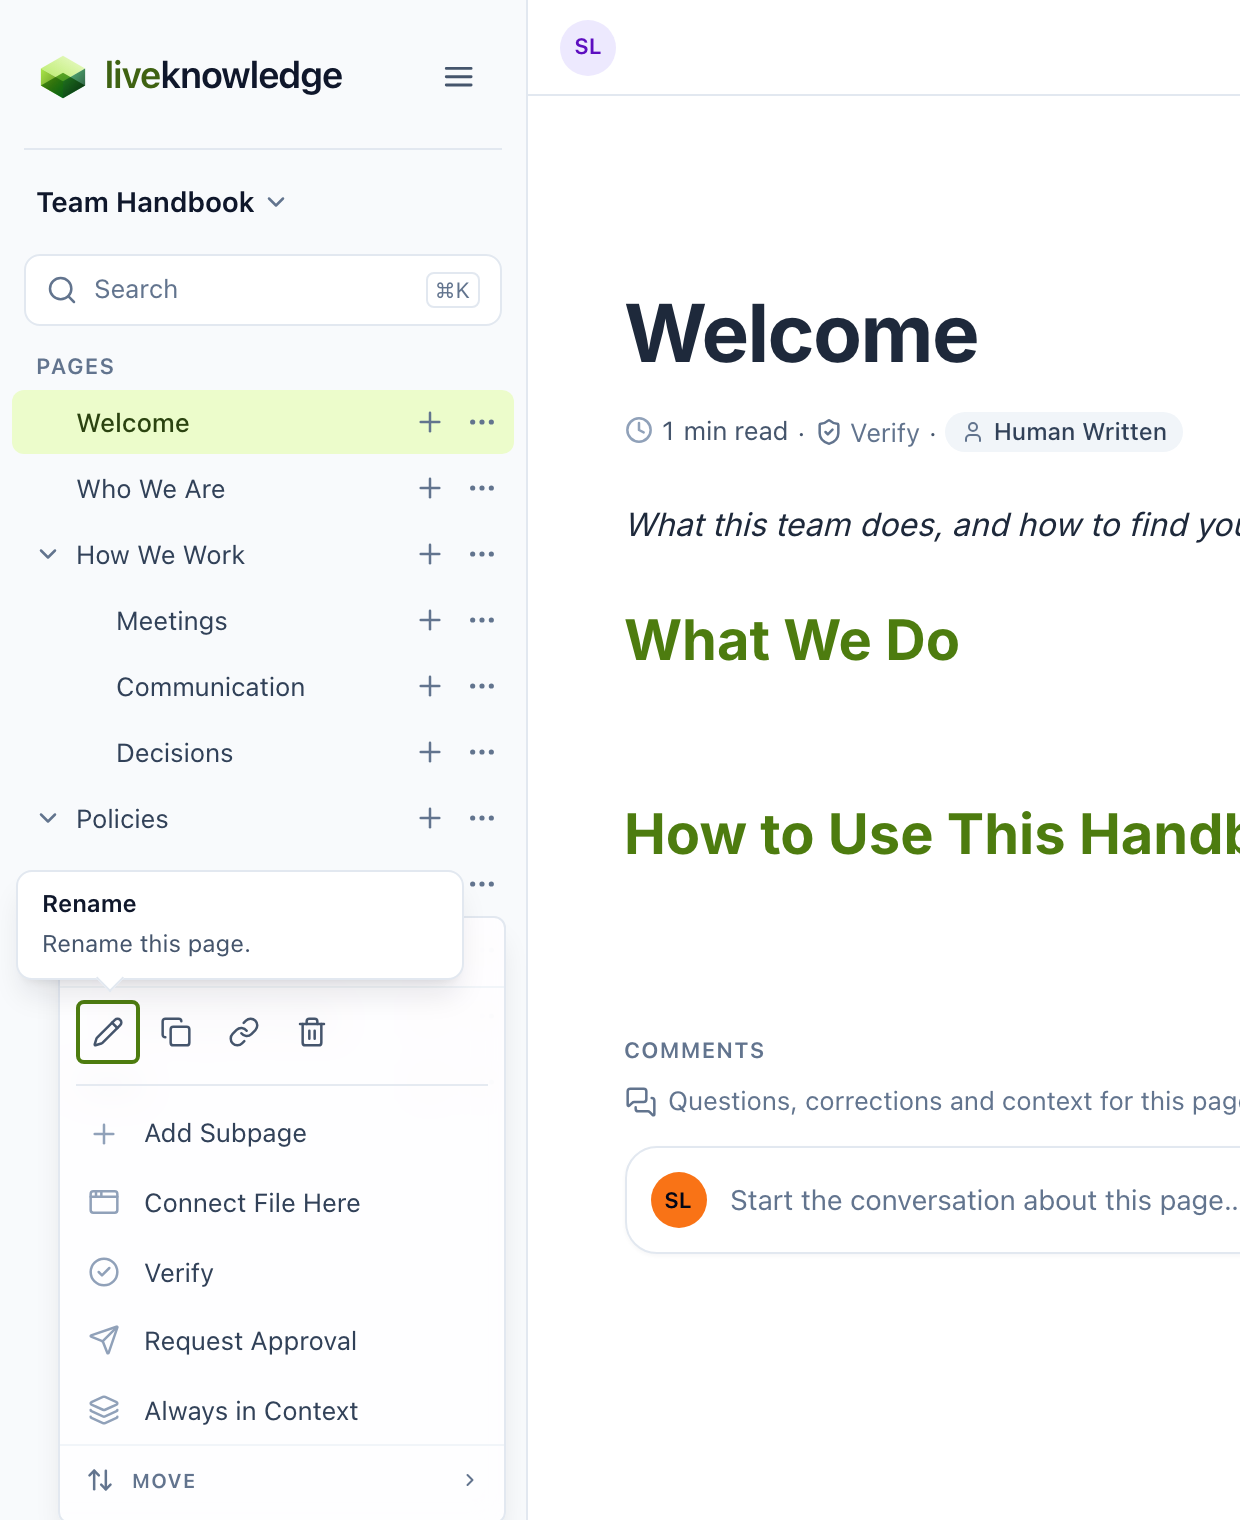 liveknowledge
SL
Team Handbook
Search
⌘K
PAGES
Welcome
Who We Are
How We Work
Meetings
Communication
Decisions
Policies
Rename
Rename this page.
Add Subpage
Connect File Here
Verify
Request Approval
Always in Context
MOVE
Welcome
1 min read · Verify · Human Written
What this team does, and how to find
What We Do
How to Use This
COMMENTS
Questions, corrections and context for this
SL
Start the conversation about this page...